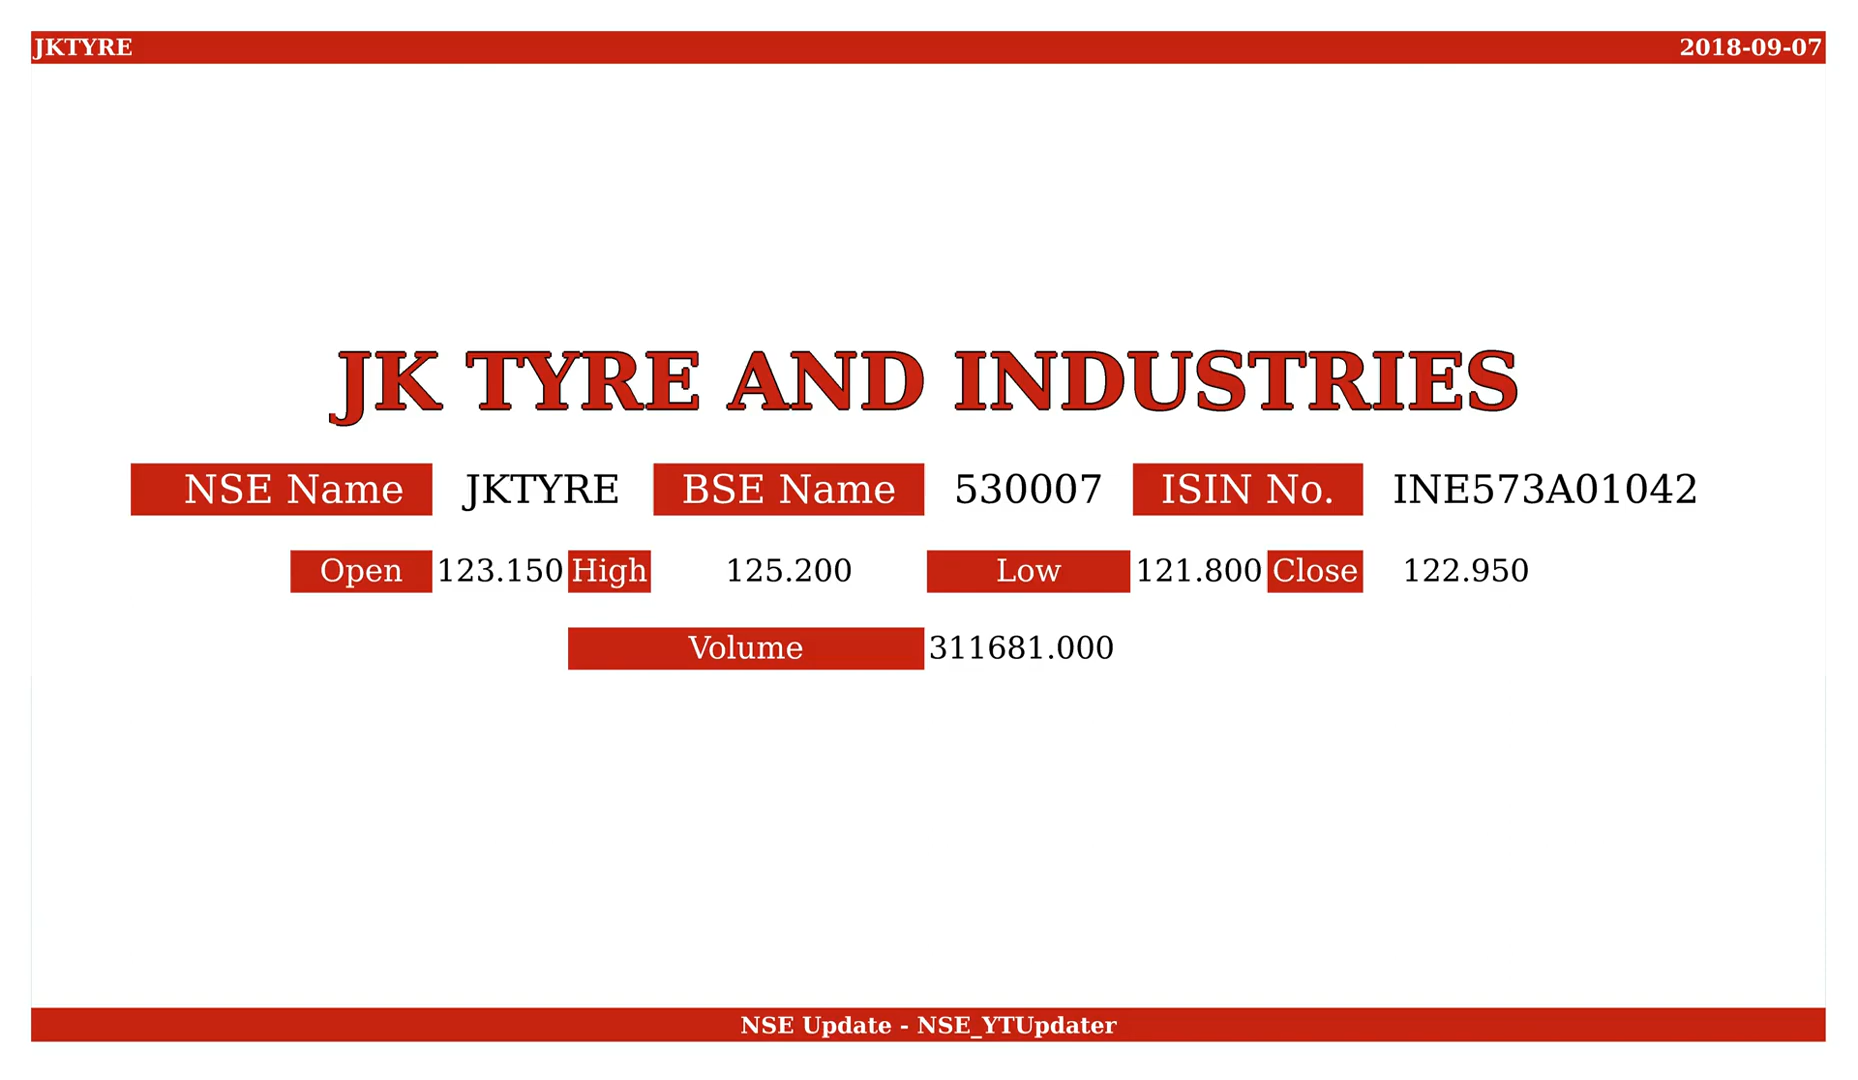 JKTYRE 2018-09-07
JK TYRE AND INDUSTRIES
NSE Name JKTYRE BSE Name 530007 ISIN No. INE573A01042
Open 123.150 High 125.200 Low 121.800 Close 122.950
Volume 311681.000
NSE Update - NSE_YTUpdater